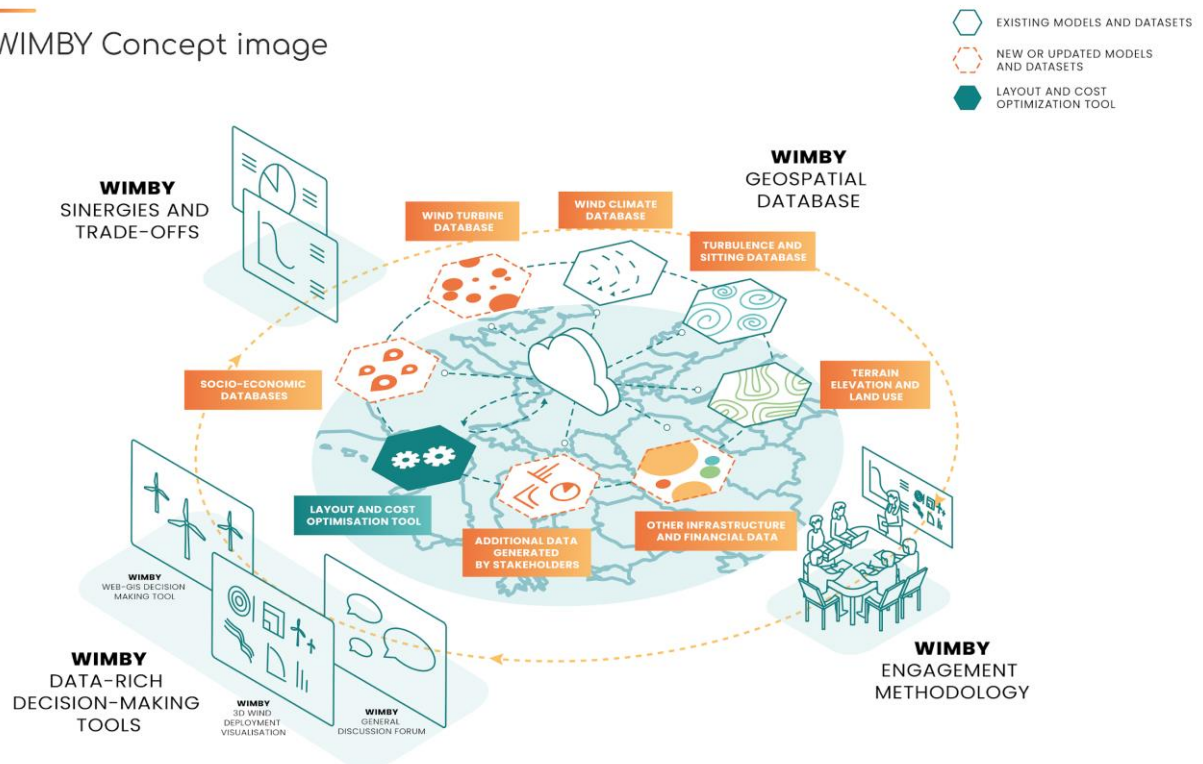 WIMBY Concept image
EXISTING MODELS AND DATASETS
NEW OR UPDATED MODELS
AND DATASETS
LAYOUT AND COST
OPTIMIZATION TOOL
WIMBY
SINERGIES AND
TRADE-OFFS
WIMBY
GEOSPATIAL
DATABASE
WIND TURBINE
DATABASE
WIND CLIMATE
DATABASE
TURBULENCE AND
SITTING DATABASE
SOCIO-ECONOMIC
DATABASES
TERRAIN
ELEVATION AND
LAND USE
LAYOUT AND COST
OPTIMISATION TOOL
ADDITIONAL DATA
GENERATED
BY STAKEHOLDERS
OTHER INFRASTRUCTURE
AND FINANCIAL DATA
WIMBY
WEB-GIS DECISION
MAKING TOOL
WIMBY
DATA-RICH
DECISION-MAKING
TOOLS
WIMBY
3D WIND
DEPLOYMENT
VISUALISATION
WIMBY
GENERAL
DISCUSSION FORUM
WIMBY
ENGAGEMENT
METHODOLOGY